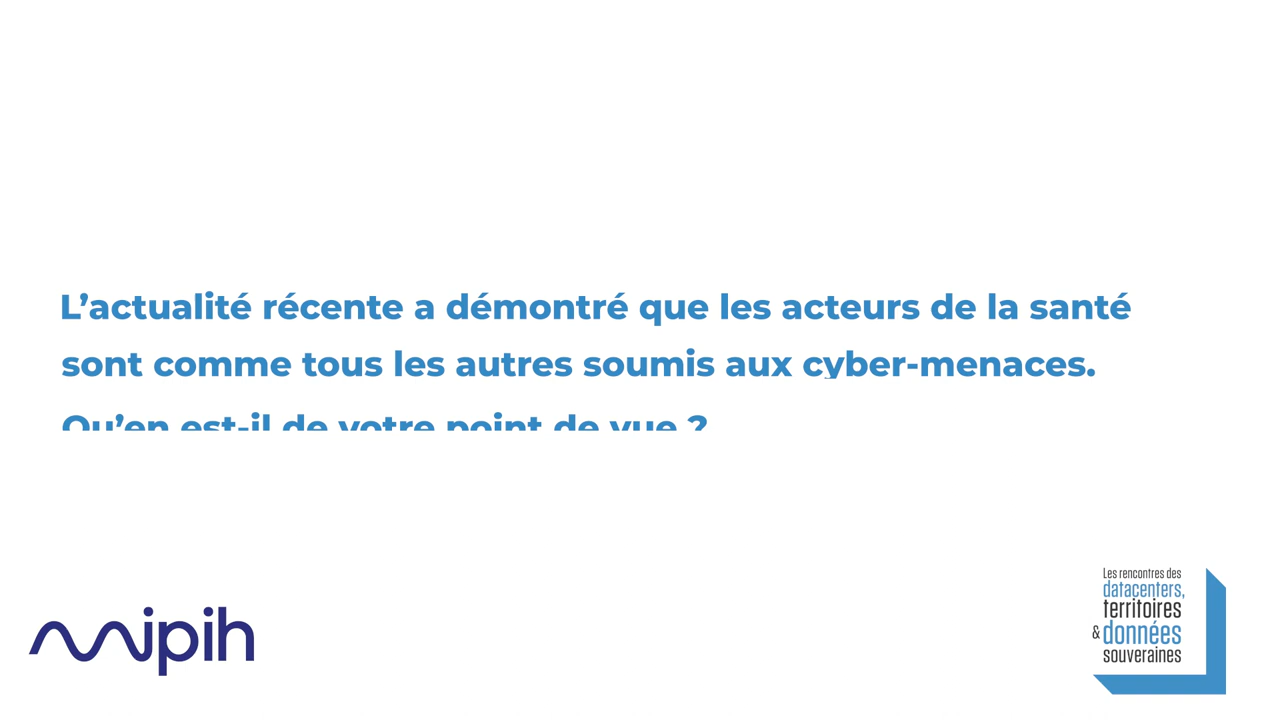 L’actualité récente a démontré que les acteurs de la santé
sont comme tous les autres soumis aux cyber-menaces.
Qu’en est-il de votre point de vue ?
mipih
Les rencontres des
datacenters,
territoires
& données
souveraines